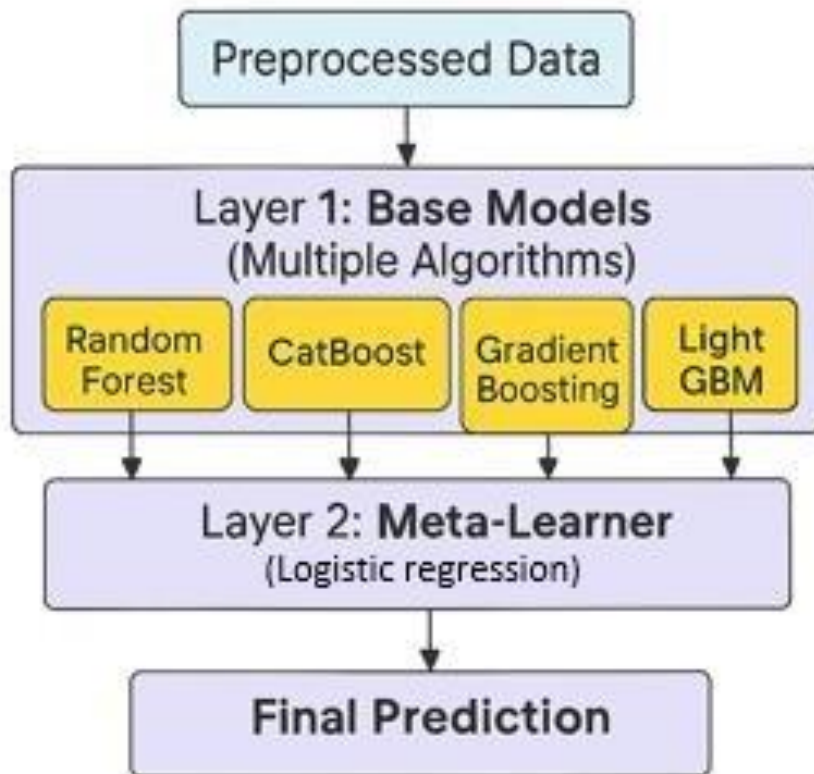 Preprocessed Data
Layer 1: Base Models
(Multiple Algorithms)
Random
Forest
CatBoost
Gradient
Boosting
Light
GBM
Layer 2: Meta-Learner
(Logistic regression)
Final Prediction